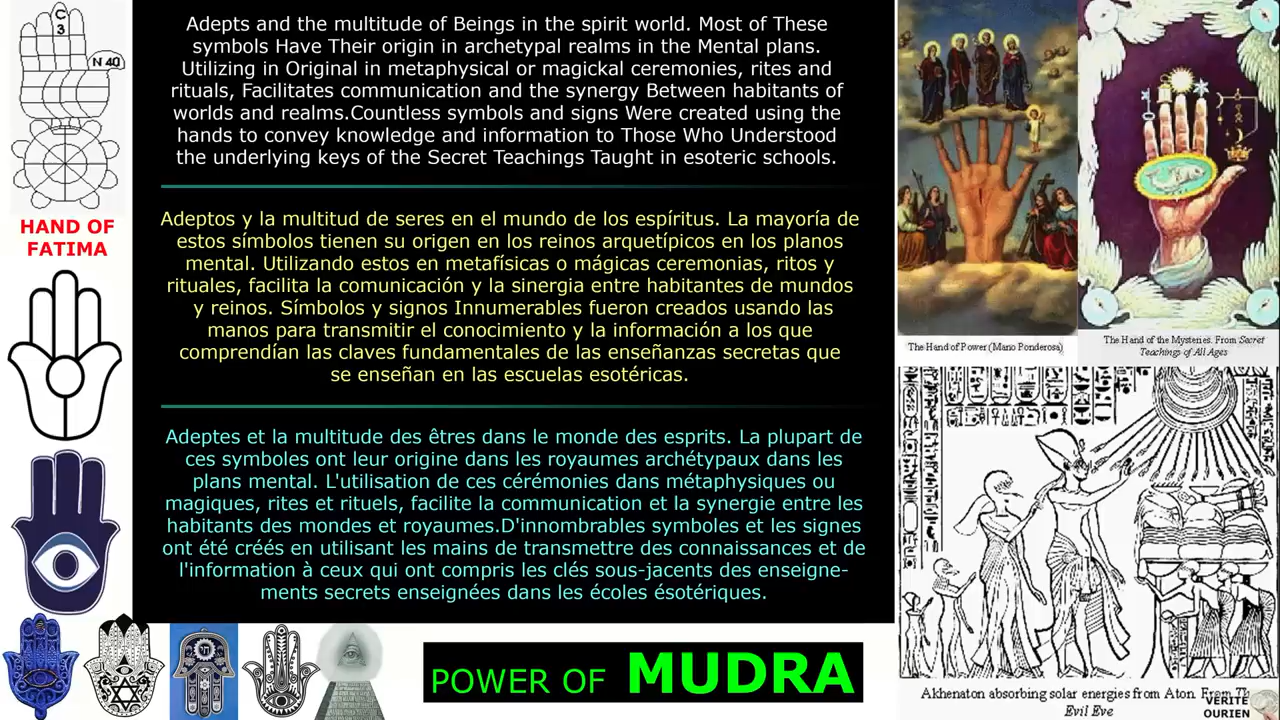 C
3
N 40
HAND OF
FATIMA
Adepts and the multitude of Beings in the spirit world. Most of These
symbols Have Their origin in archetypal realms in the Mental plans.
Utilizing in Original in metaphysical or magickal ceremonies, rites and
rituals, Facilitates communication and the synergy Between habitants of
worlds and realms.Countless symbols and signs Were created using the
hands to convey knowledge and information to Those Who Understood
the underlying keys of the Secret Teachings Taught in esoteric schools.
Adeptos y la multitud de seres en el mundo de los espíritus. La mayoría de
estos símbolos tienen su origen en los reinos arquetípicos en los planos
mental. Utilizando estos en metafísicas o mágicas ceremonias, ritos y
rituales, facilita la comunicación y la sinergia entre habitantes de mundos
y reinos. Símbolos y signos Innumerables fueron creados usando las
manos para transmitir el conocimiento y la información a los que
comprendían las claves fundamentales de las enseñanzas secretas que
se enseñan en las escuelas esotéricas.
Adeptes et la multitude des êtres dans le monde des esprits. La plupart de
ces symboles ont leur origine dans les royaumes archétypaux dans les
plans mental. L'utilisation de ces cérémonies dans métaphysiques ou
magiques, rites et rituels, facilite la communication et la synergie entre les
habitants des mondes et royaumes.D'innombrables symboles et les signes
ont été créés en utilisant les mains de transmettre des connaissances et de
l'information à ceux qui ont compris les clés sous-jacents des enseigne-
ments secrets enseignées dans les écoles ésotériques.
POWER OF MUDRA
The Hand of Power (Mano Ponderosa)
The Hand of the Mysteries. From Secret
Teachings of All Ages
Akhenaton absorbing solar energies from Aton. From
Evil Eye
VERITE
OURIEN